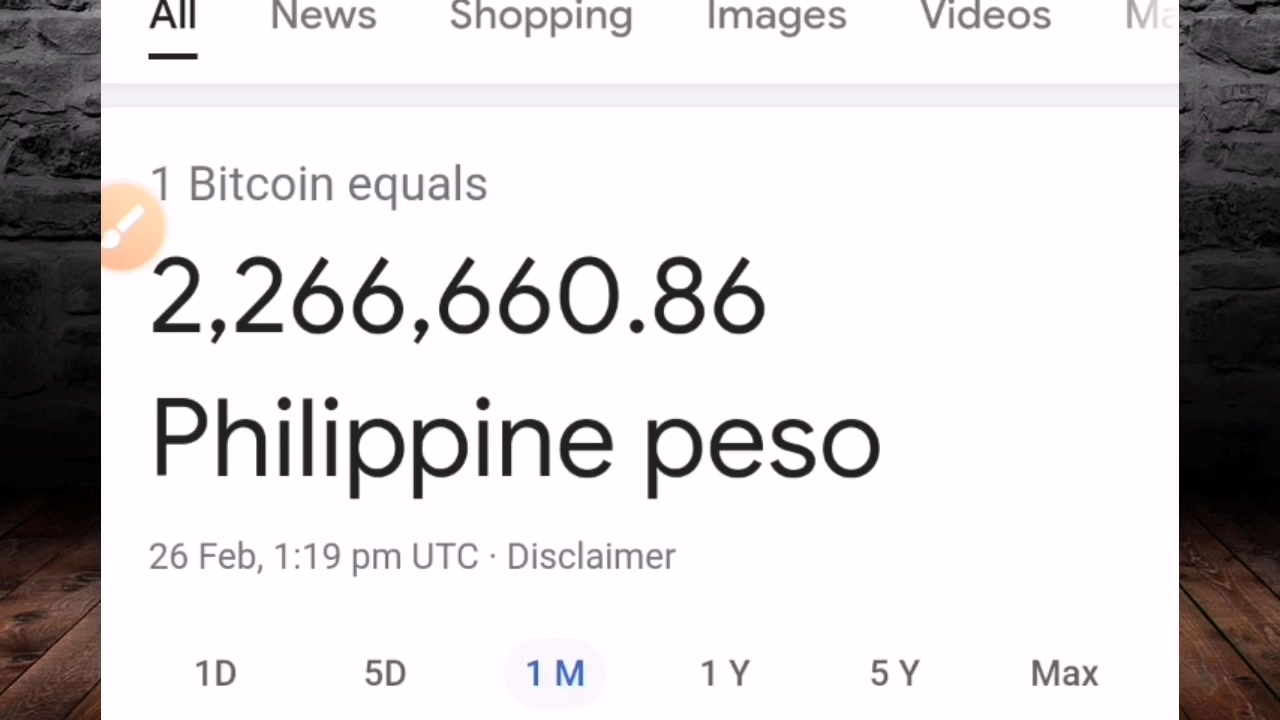 All News Shopping Images Videos Ma
1 Bitcoin equals
2,266,660.86
Philippine peso
26 Feb, 1:19 pm UTC · Disclaimer
1D 5D 1 M 1 Y 5 Y Max